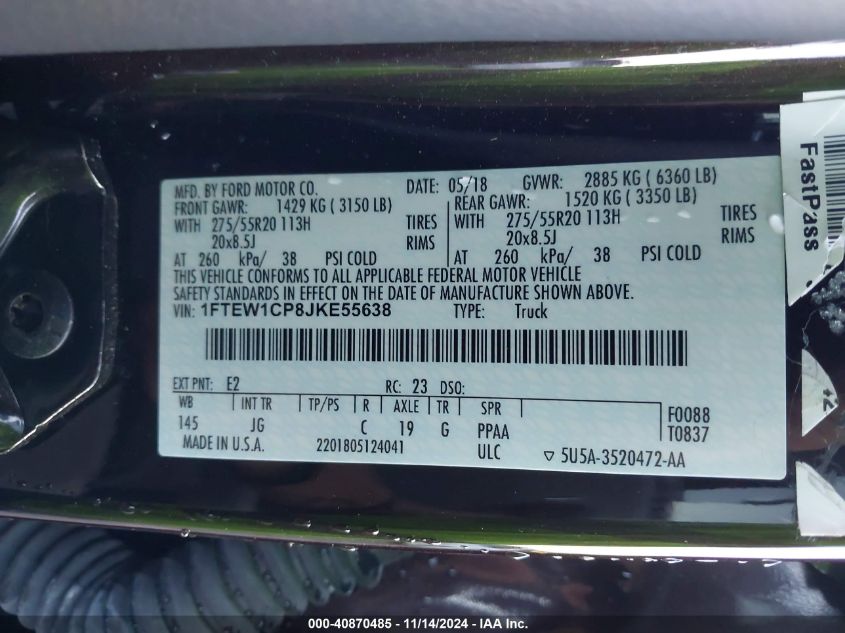 MFD. BY FORD MOTOR CO. DATE: 05/18 GVWR: 2885 KG ( 6360 LB)
FRONT GAWR: 1429 KG ( 3150 LB) REAR GAWR: 1520 KG ( 3350 LB)
WITH 275/55R20 113H TIRES WITH 275/55R20 113H TIRES
20x8.5J RIMS 20x8.5J RIMS
AT 260 kPa/ 38 PSI COLD AT 260 kPa/ 38 PSI COLD
THIS VEHICLE CONFORMS TO ALL APPLICABLE FEDERAL MOTOR VEHICLE
SAFETY STANDARDS IN EFFECT ON THE DATE OF MANUFACTURE SHOWN ABOVE.
VIN: 1FTEW1CP8JKE55638 TYPE: Truck
EXT PNT: E2 RC: 23 DSO:
WB INT TR TP/PS R AXLE TR SPR F0088
145 JG C 19 G PPAA T0837
MADE IN U.S.A. 2201805124041 ULC ▽ 5U5A-3520472-AA
FastPass
000-40870485 - 11/14/2024 - IAA Inc.